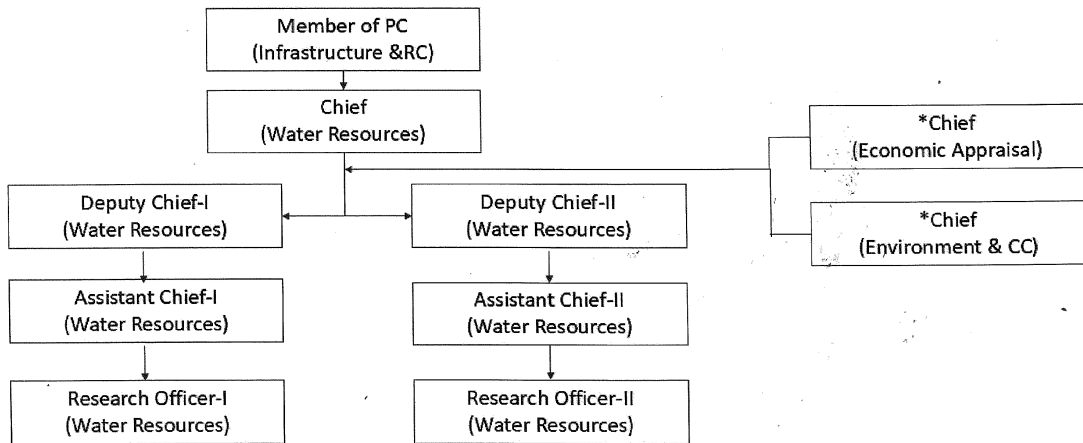 Member of PC
(Infrastructure &RC)
Chief
(Water Resources)
*Chief
(Economic Appraisal)
*Chief
(Environment & CC)
Deputy Chief-I
(Water Resources)
Deputy Chief-II
(Water Resources)
Assistant Chief-I
(Water Resources)
Assistant Chief-II
(Water Resources)
Research Officer-I
(Water Resources)
Research Officer-II
(Water Resources)